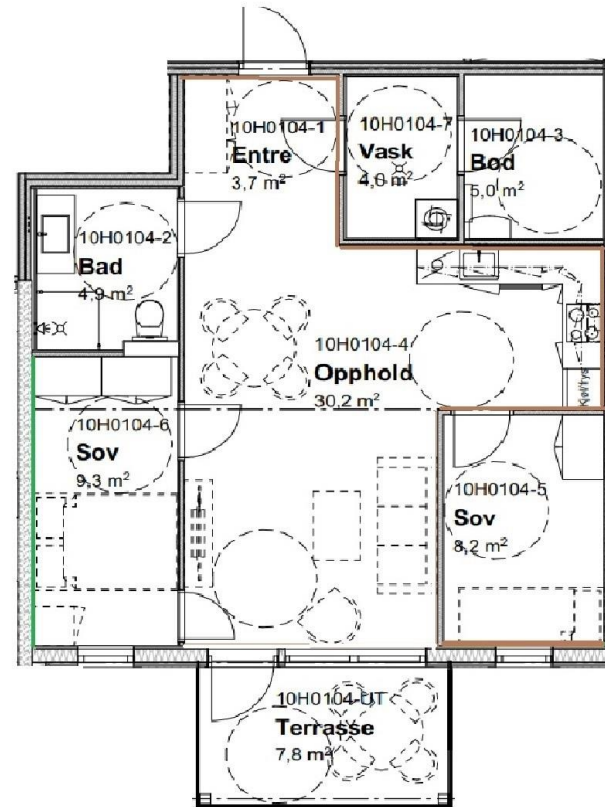 10H0104-1
Entre
3,7 m²
10H0104-7
Vask
4,0 m²
10H0104-3
Bod
5,0 m²
10H0104-2
Bad
4,9 m²
10H0104-4
Opphold
30,2 m²
Kjøl/frys
10H0104-6
Sov
9,3 m²
10H0104-5
Sov
8,2 m²
10H0104-UT
Terrasse
7,8 m²